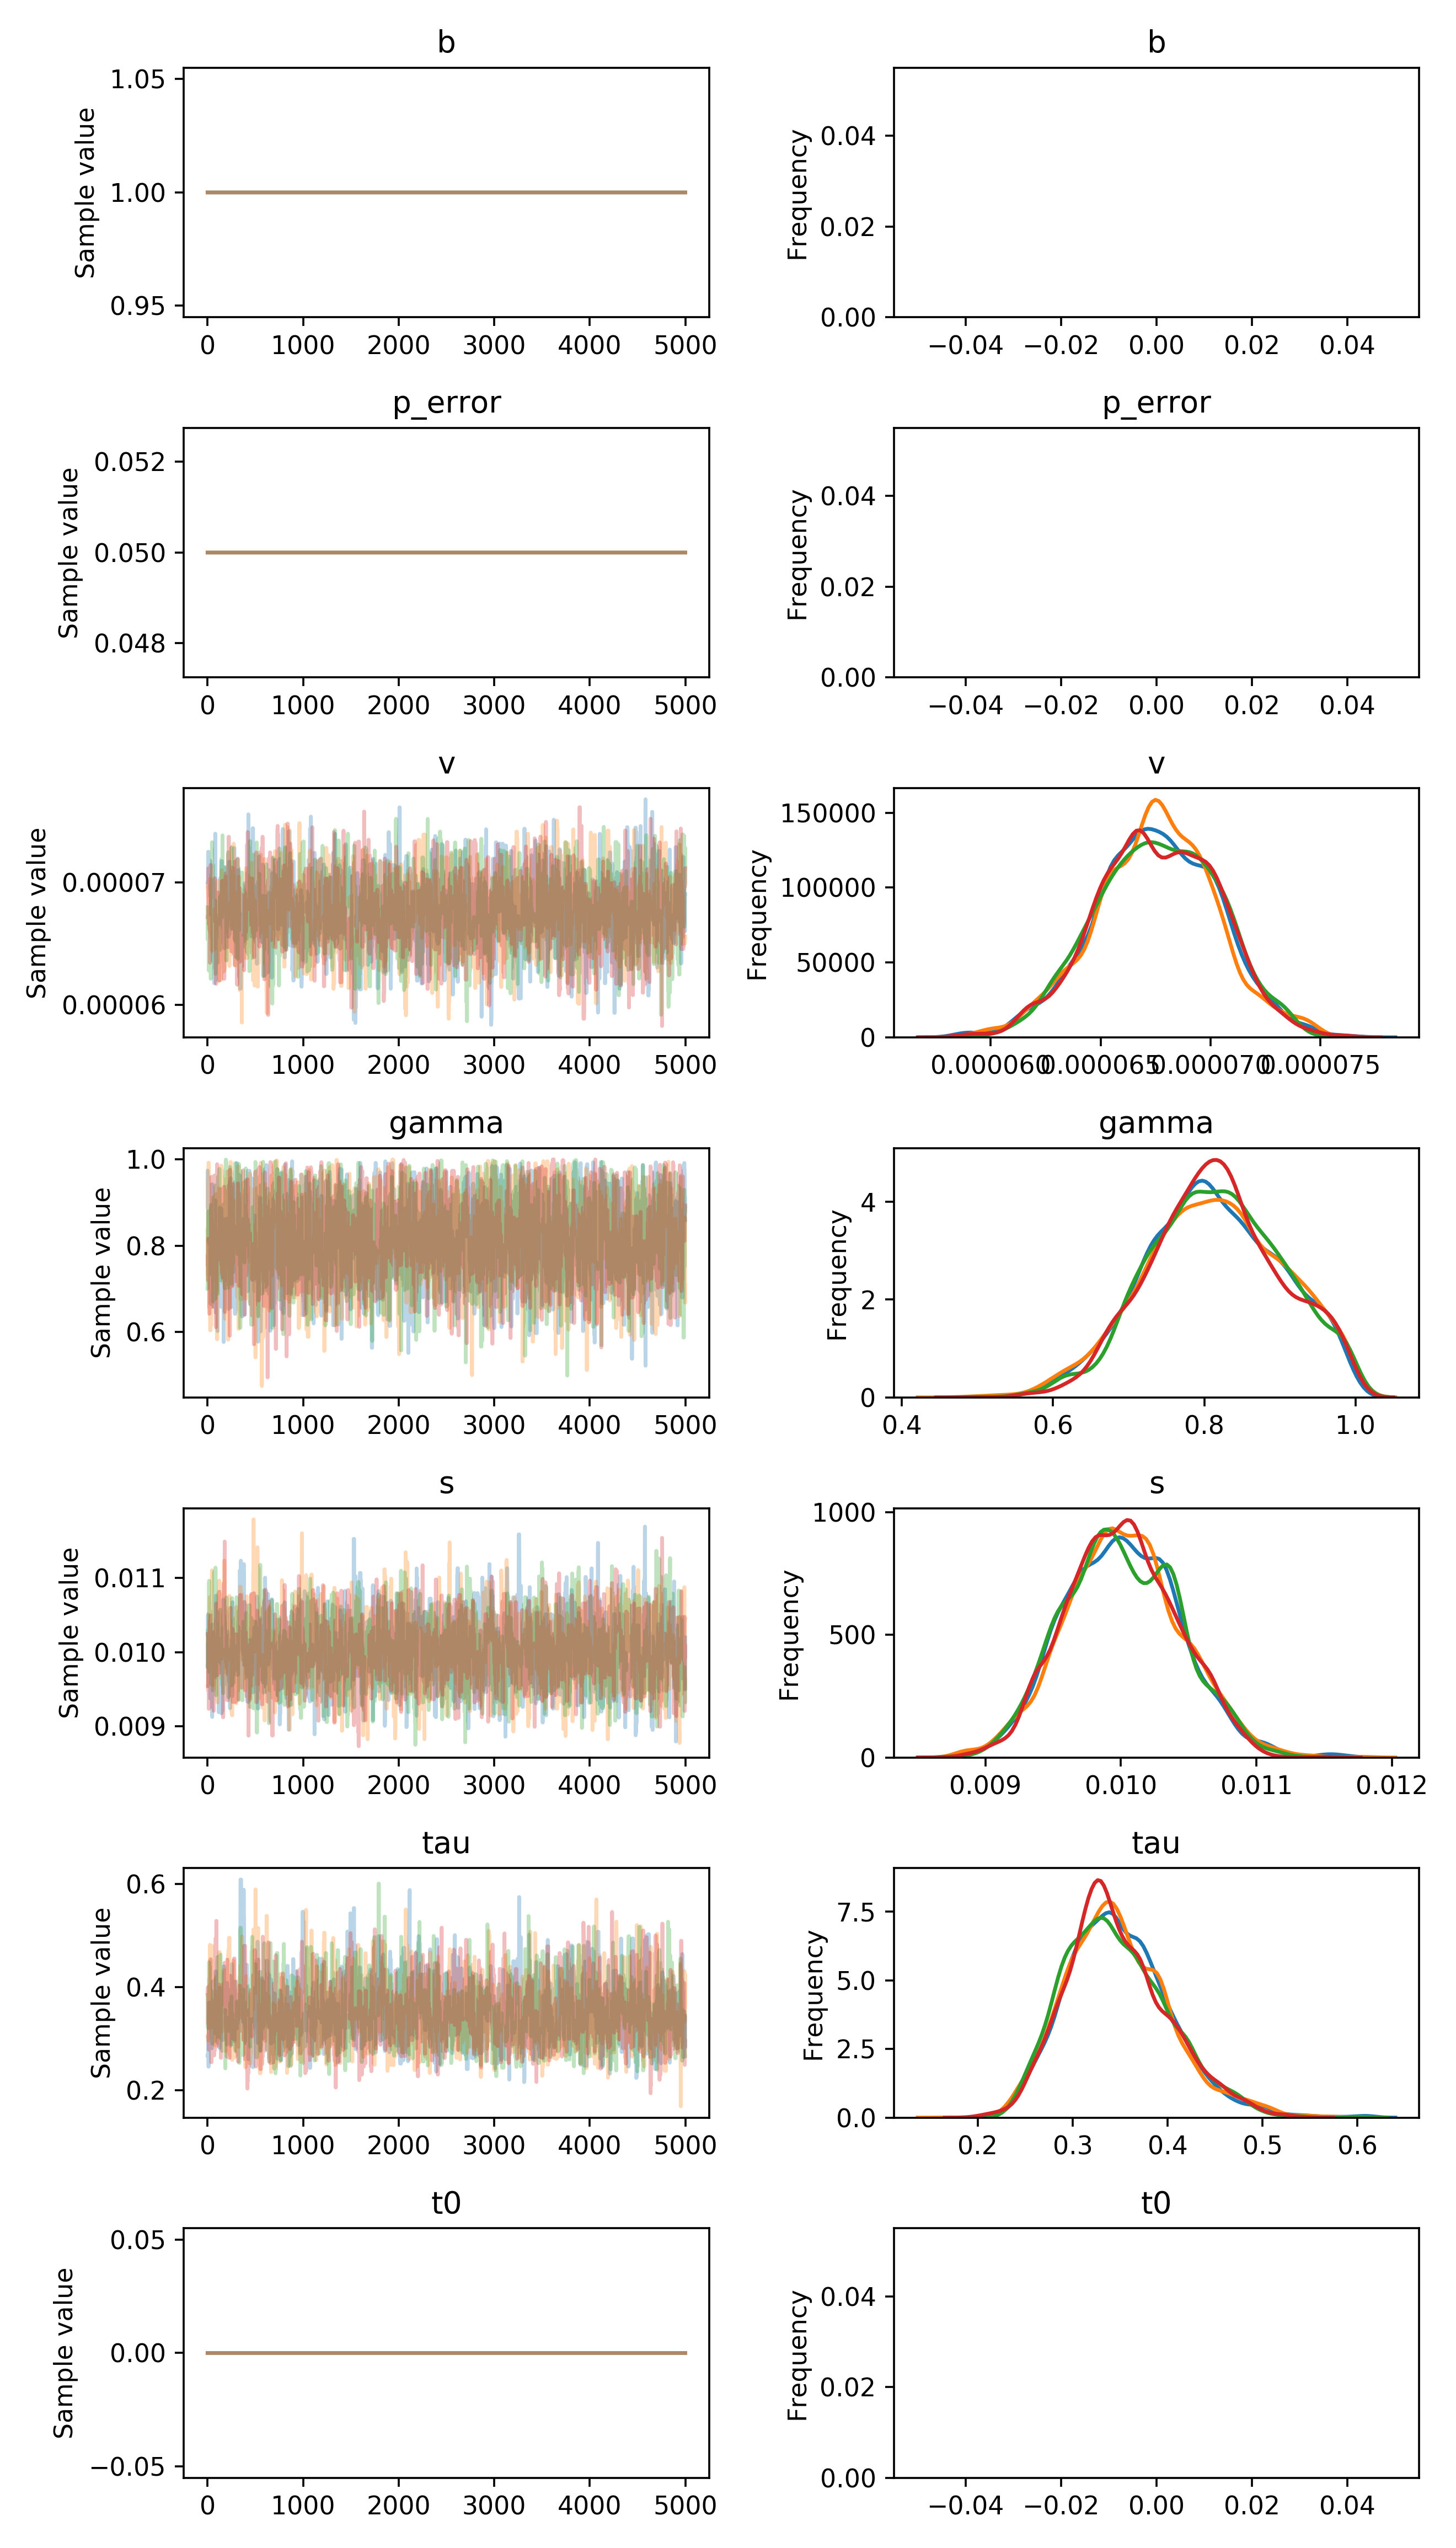 b
Sample value
1.05
1.00
0.95
0 1000 2000 3000 4000 5000
b
Frequency
0.04
0.02
0.00
−0.04 −0.02 0.00 0.02 0.04
p_error
Sample value
0.052
0.050
0.048
0 1000 2000 3000 4000 5000
p_error
Frequency
0.04
0.02
0.00
−0.04 −0.02 0.00 0.02 0.04
v
Sample value
0.00007
0.00006
0 1000 2000 3000 4000 5000
v
Frequency
150000
100000
50000
0
0.000060 0.000065 0.000070 0.000075
gamma
Sample value
1.0
0.8
0.6
0 1000 2000 3000 4000 5000
gamma
Frequency
4
2
0
0.4 0.6 0.8 1.0
s
Sample value
0.011
0.010
0.009
0 1000 2000 3000 4000 5000
s
Frequency
1000
500
0
0.009 0.010 0.011 0.012
tau
Sample value
0.6
0.4
0.2
0 1000 2000 3000 4000 5000
tau
Frequency
7.5
5.0
2.5
0.0
0.2 0.3 0.4 0.5 0.6
t0
Sample value
0.05
0.00
−0.05
0 1000 2000 3000 4000 5000
t0
Frequency
0.04
0.02
0.00
−0.04 −0.02 0.00 0.02 0.04